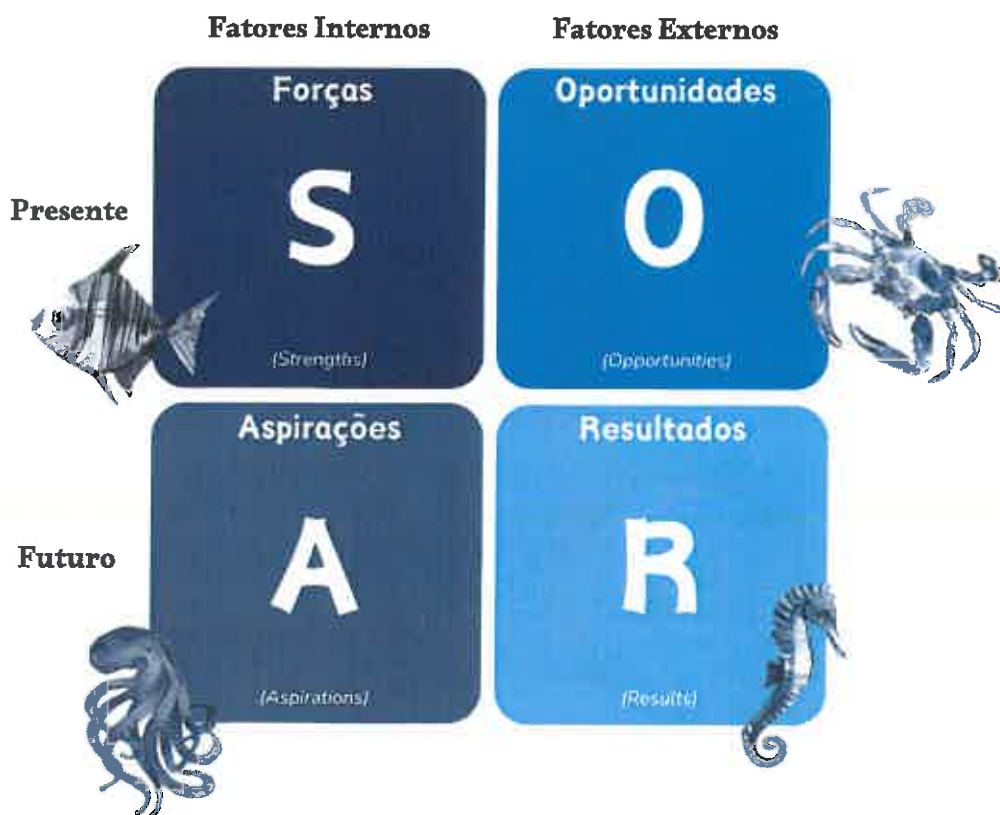 Fatores Internos
Fatores Externos
Forças
Oportunidades
S
O
Presente
(Strengths)
(Opportunities)
Aspirações
Resultados
A
R
Futuro
(Aspirations)
(Results)